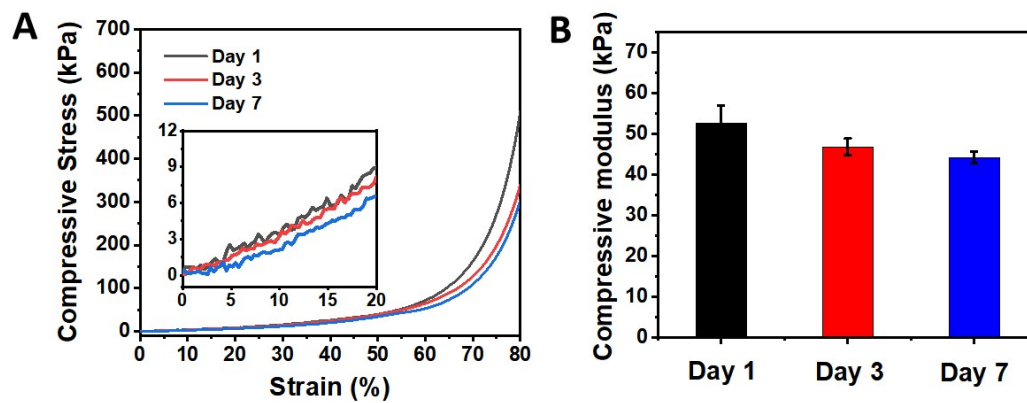 A
Compressive Stress (kPa)
700
600
500
400
300
200
100
0
Day 1
Day 3
Day 7
12
9
6
3
0
0 5 10 15 20
0 10 20 30 40 50 60 70 80
Strain (%)
B
Compressive modulus (kPa)
70
60
50
40
30
20
10
0
Day 1 Day 3 Day 7